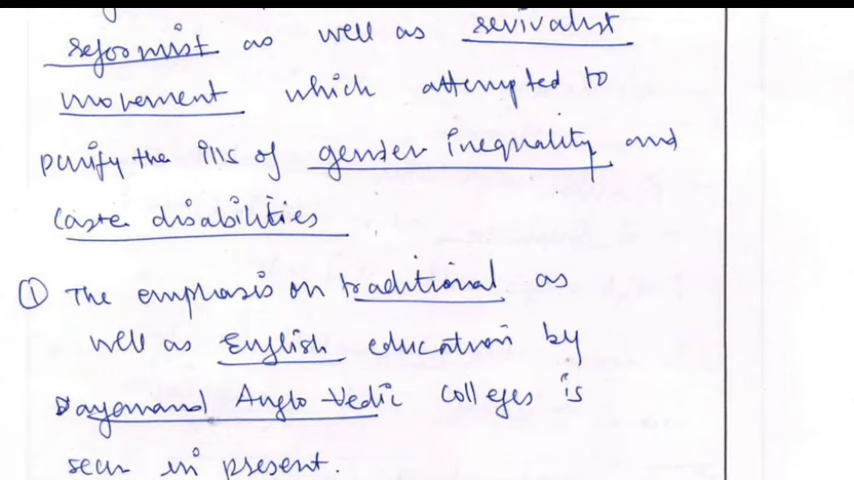 reformist as well as revivalist
movement which attempted to
purify the ills of gender inequality and
caste disabilities
① The emphasis on traditional as
well as English education by
Dayanand Anglo Vedic colleges is
seen in present.